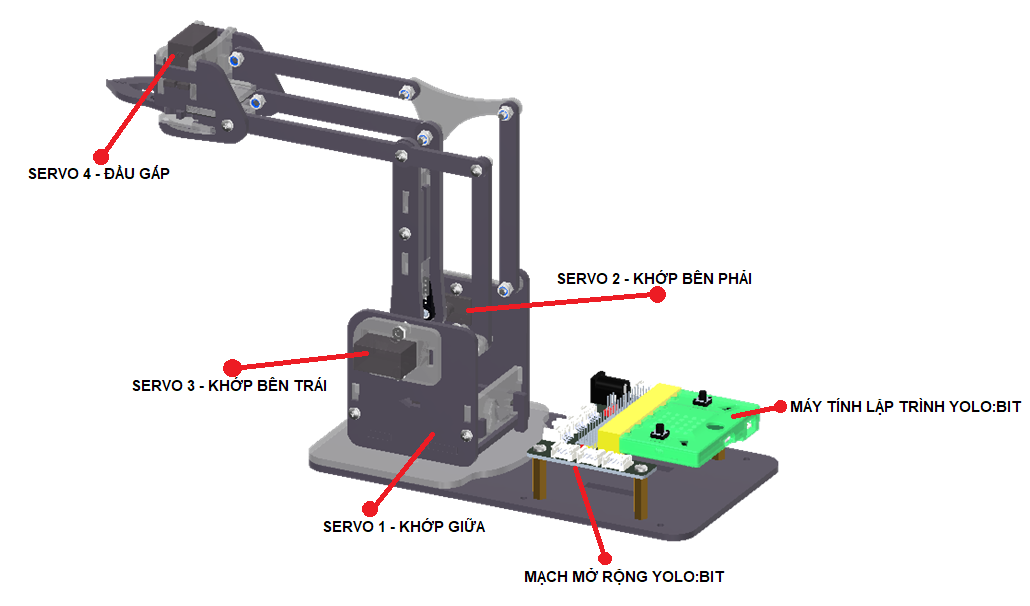 SERVO 4 - ĐẦU GẮP
SERVO 2 - KHỚP BÊN PHẢI
SERVO 3 - KHỚP BÊN TRÁI
MÁY TÍNH LẬP TRÌNH YOLO:BIT
SERVO 1 - KHỚP GIỮA
MẠCH MỞ RỘNG YOLO:BIT